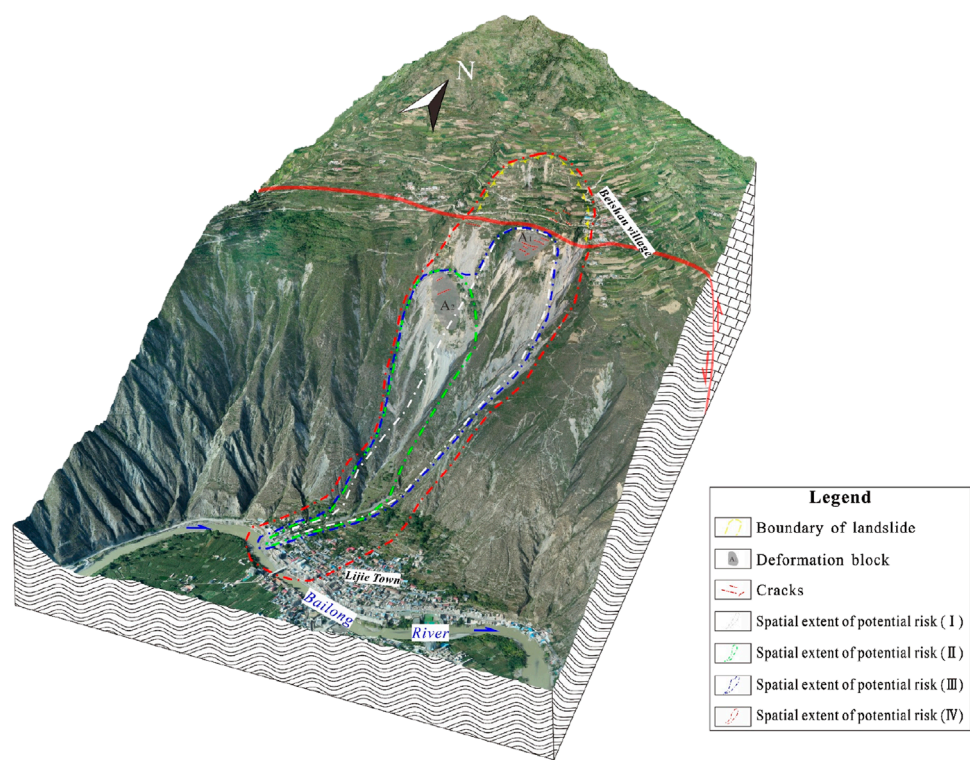 N
Beishan village
A₁
A₂
Lijie Town
Bailong
River
Legend
Boundary of landslide
Deformation block
Cracks
Spatial extent of potential risk (Ⅰ)
Spatial extent of potential risk (Ⅱ)
Spatial extent of potential risk (Ⅲ)
Spatial extent of potential risk (Ⅳ)